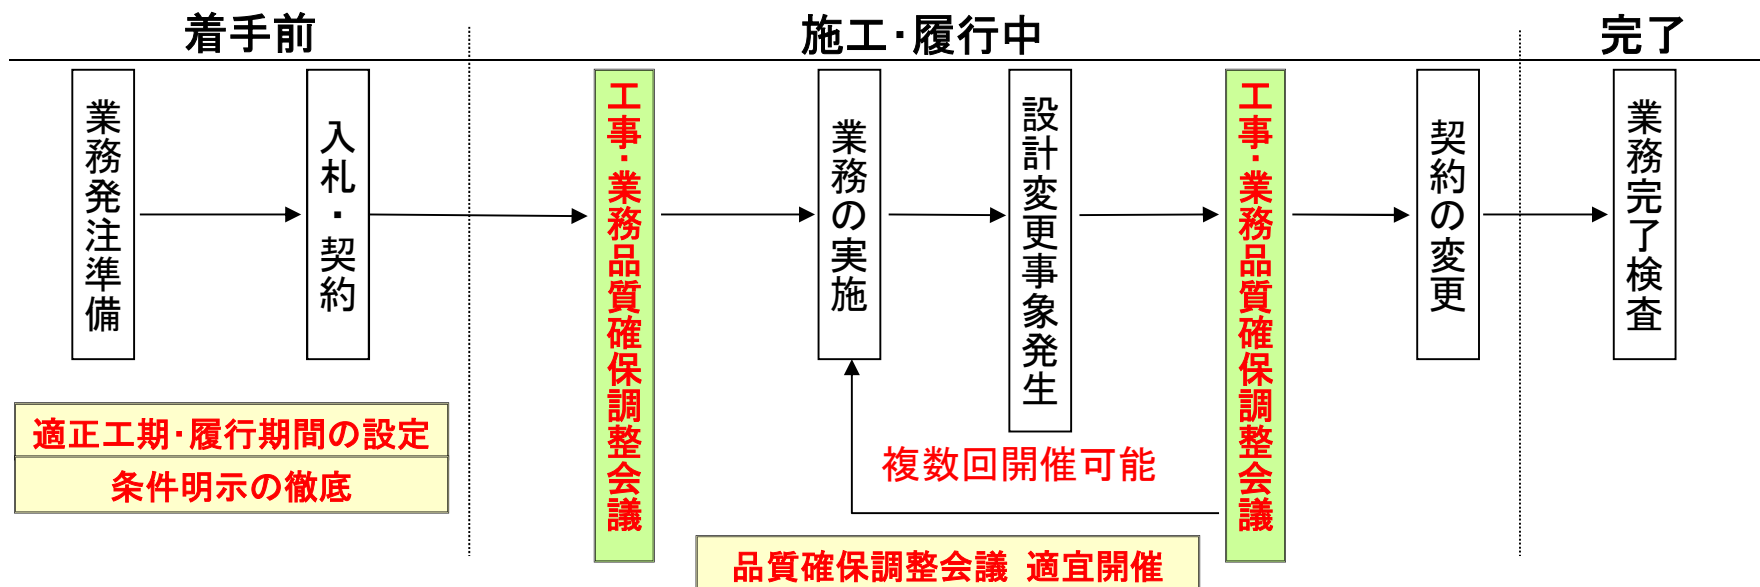 着手前
施工・履行中
完了
業務発注準備
入札・契約
工事・業務品質確保調整会議
業務の実施
設計変更事象発生
工事・業務品質確保調整会議
契約の変更
業務完了検査
適正工期・履行期間の設定
条件明示の徹底
複数回開催可能
品質確保調整会議 適宜開催